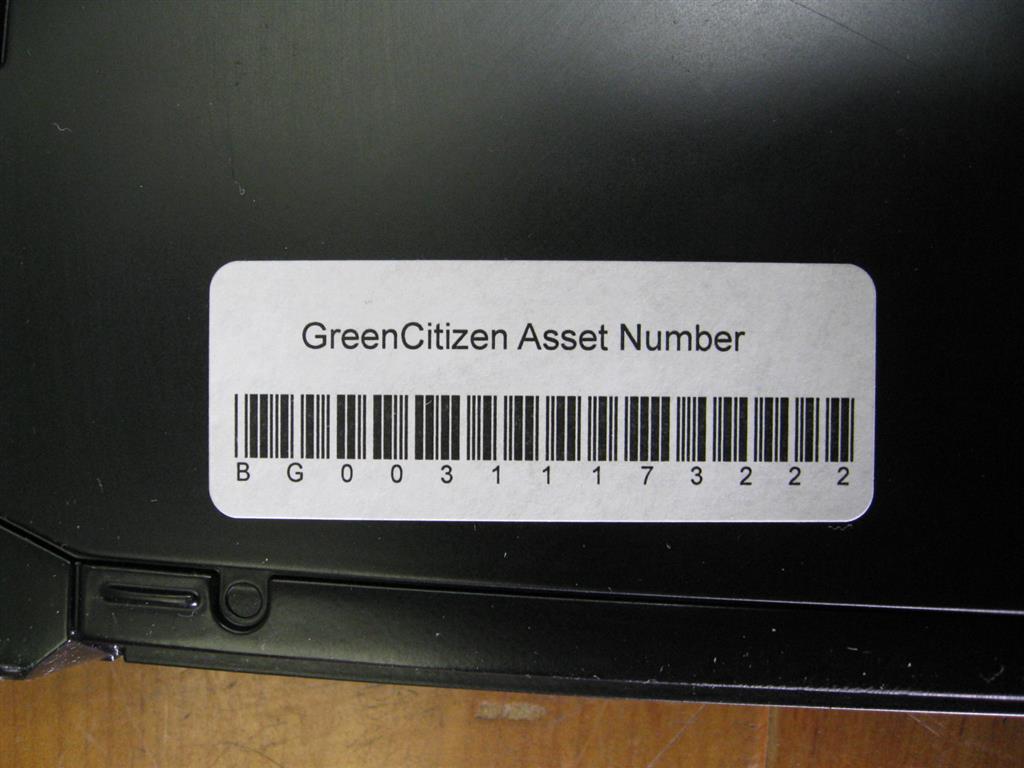 GreenCitizen Asset Number
B G 0 0 3 1 1 1 7 3 2 2 2